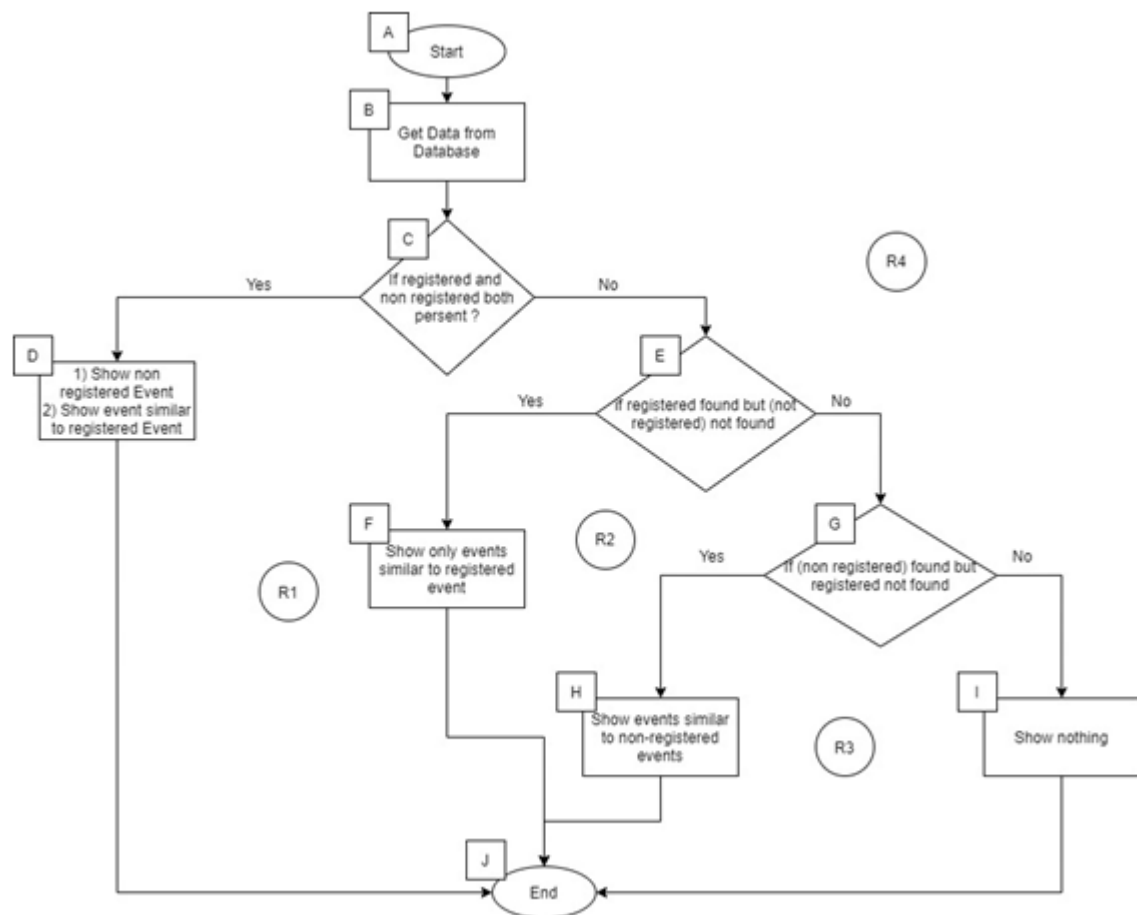 A
Start
B
Get Data from
Database
C
If registered and
non registered both
persent ?
Yes
No
R4
D
1) Show non
registered Event
2) Show event similar
to registered Event
E
if registered found but (not
registered) not found
Yes
No
F
Show only events
similar to registered
event
R1
R2
G
If (non registered) found but
registered not found
Yes
No
H
Show events similar
to non-registered
events
R3
I
Show nothing
J
End